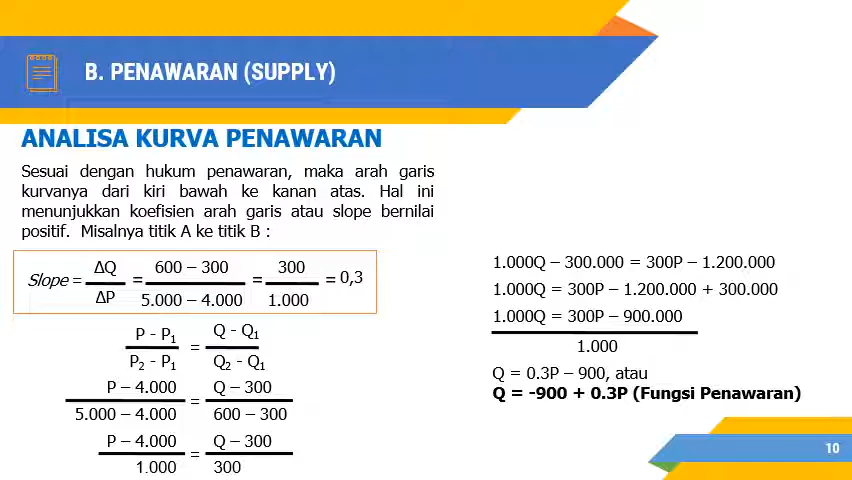 B. PENAWARAN (SUPPLY)
ANALISA KURVA PENAWARAN
Sesuai dengan hukum penawaran, maka arah garis
kurvanya dari kiri bawah ke kanan atas. Hal ini
menunjukkan koefisien arah garis atau slope bernilai
positif. Misalnya titik A ke titik B :
Slope = ΔQ / ΔP = 600 – 300 / 5.000 – 4.000 = 300 / 1.000 = 0,3
P - P₁ / P₂ - P₁ = Q - Q₁ / Q₂ - Q₁
P – 4.000 / 5.000 – 4.000 = Q – 300 / 600 – 300
P – 4.000 / 1.000 = Q – 300 / 300
1.000Q – 300.000 = 300P – 1.200.000
1.000Q = 300P – 1.200.000 + 300.000
1.000Q = 300P – 900.000
1.000
Q = 0.3P – 900, atau
Q = -900 + 0.3P (Fungsi Penawaran)
10